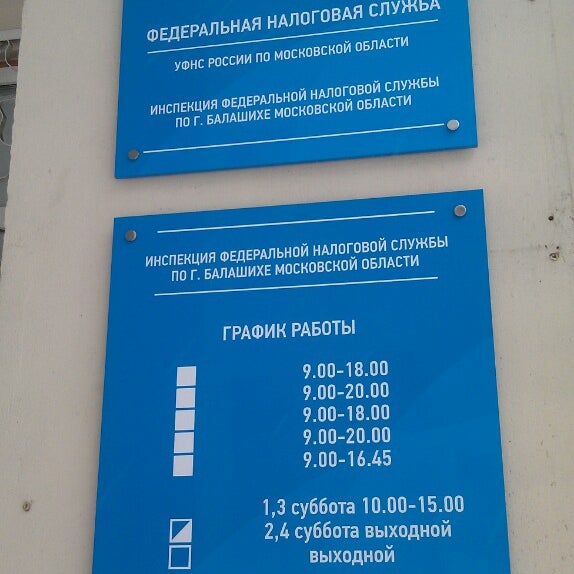 ФЕДЕРАЛЬНАЯ НАЛОГОВАЯ СЛУЖБА
УФНС РОССИИ ПО МОСКОВСКОЙ ОБЛАСТИ
ИНСПЕКЦИЯ ФЕДЕРАЛЬНОЙ НАЛОГОВОЙ СЛУЖБЫ
ПО Г. БАЛАШИХЕ МОСКОВСКОЙ ОБЛАСТИ
ИНСПЕКЦИЯ ФЕДЕРАЛЬНОЙ НАЛОГОВОЙ СЛУЖБЫ
ПО Г. БАЛАШИХЕ МОСКОВСКОЙ ОБЛАСТИ
ГРАФИК РАБОТЫ
9.00-18.00
9.00-20.00
9.00-18.00
9.00-20.00
9.00-16.45
1,3 суббота 10.00-15.00
2,4 суббота выходной
выходной